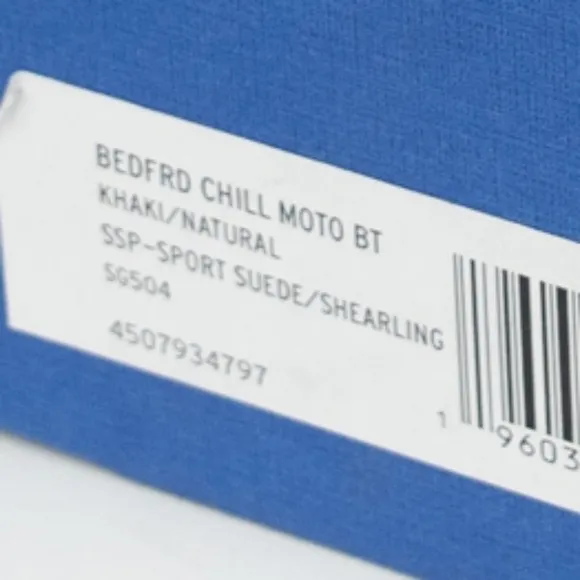 BEDFRD CHILL MOTO BT
KHAKI/NATURAL
SSP-SPORT SUEDE/SHEARLING
SG504
4507934797
1 9603